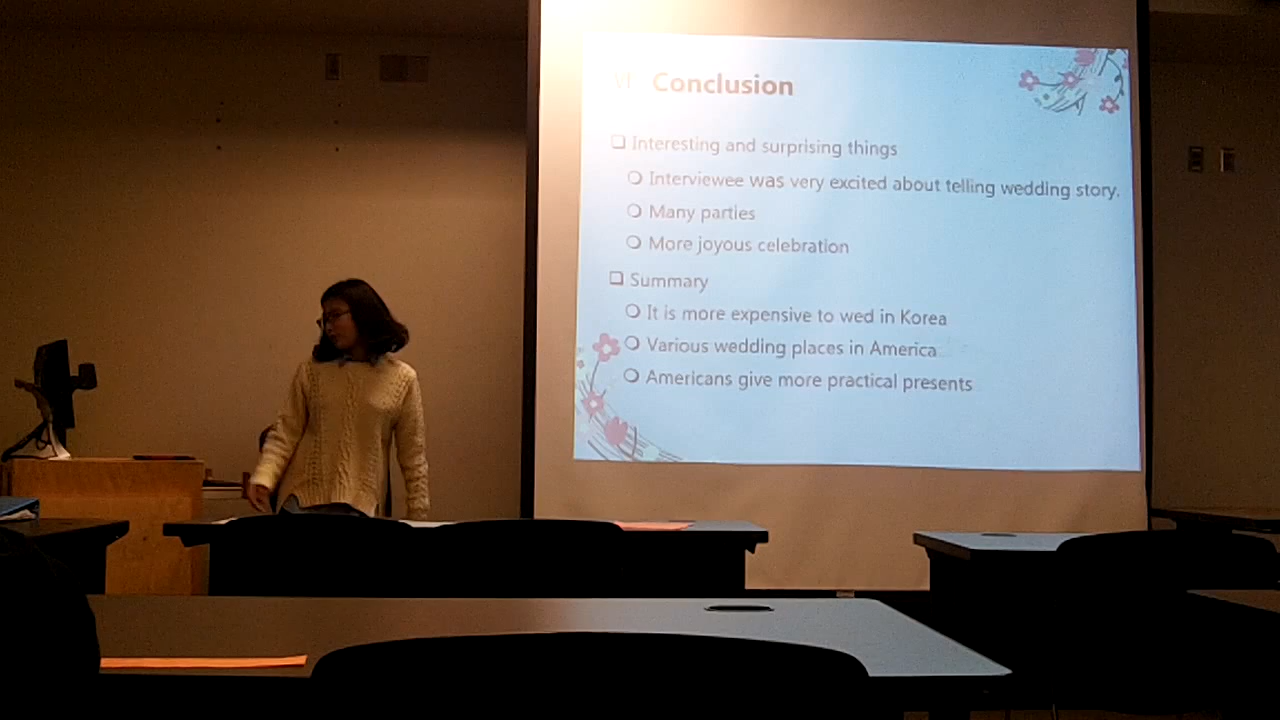 VI Conclusion
Interesting and surprising things
Interviewee was very excited about telling wedding story.
Many parties
More joyous celebration
Summary
It is more expensive to wed in Korea
Various wedding places in America
Americans give more practical presents